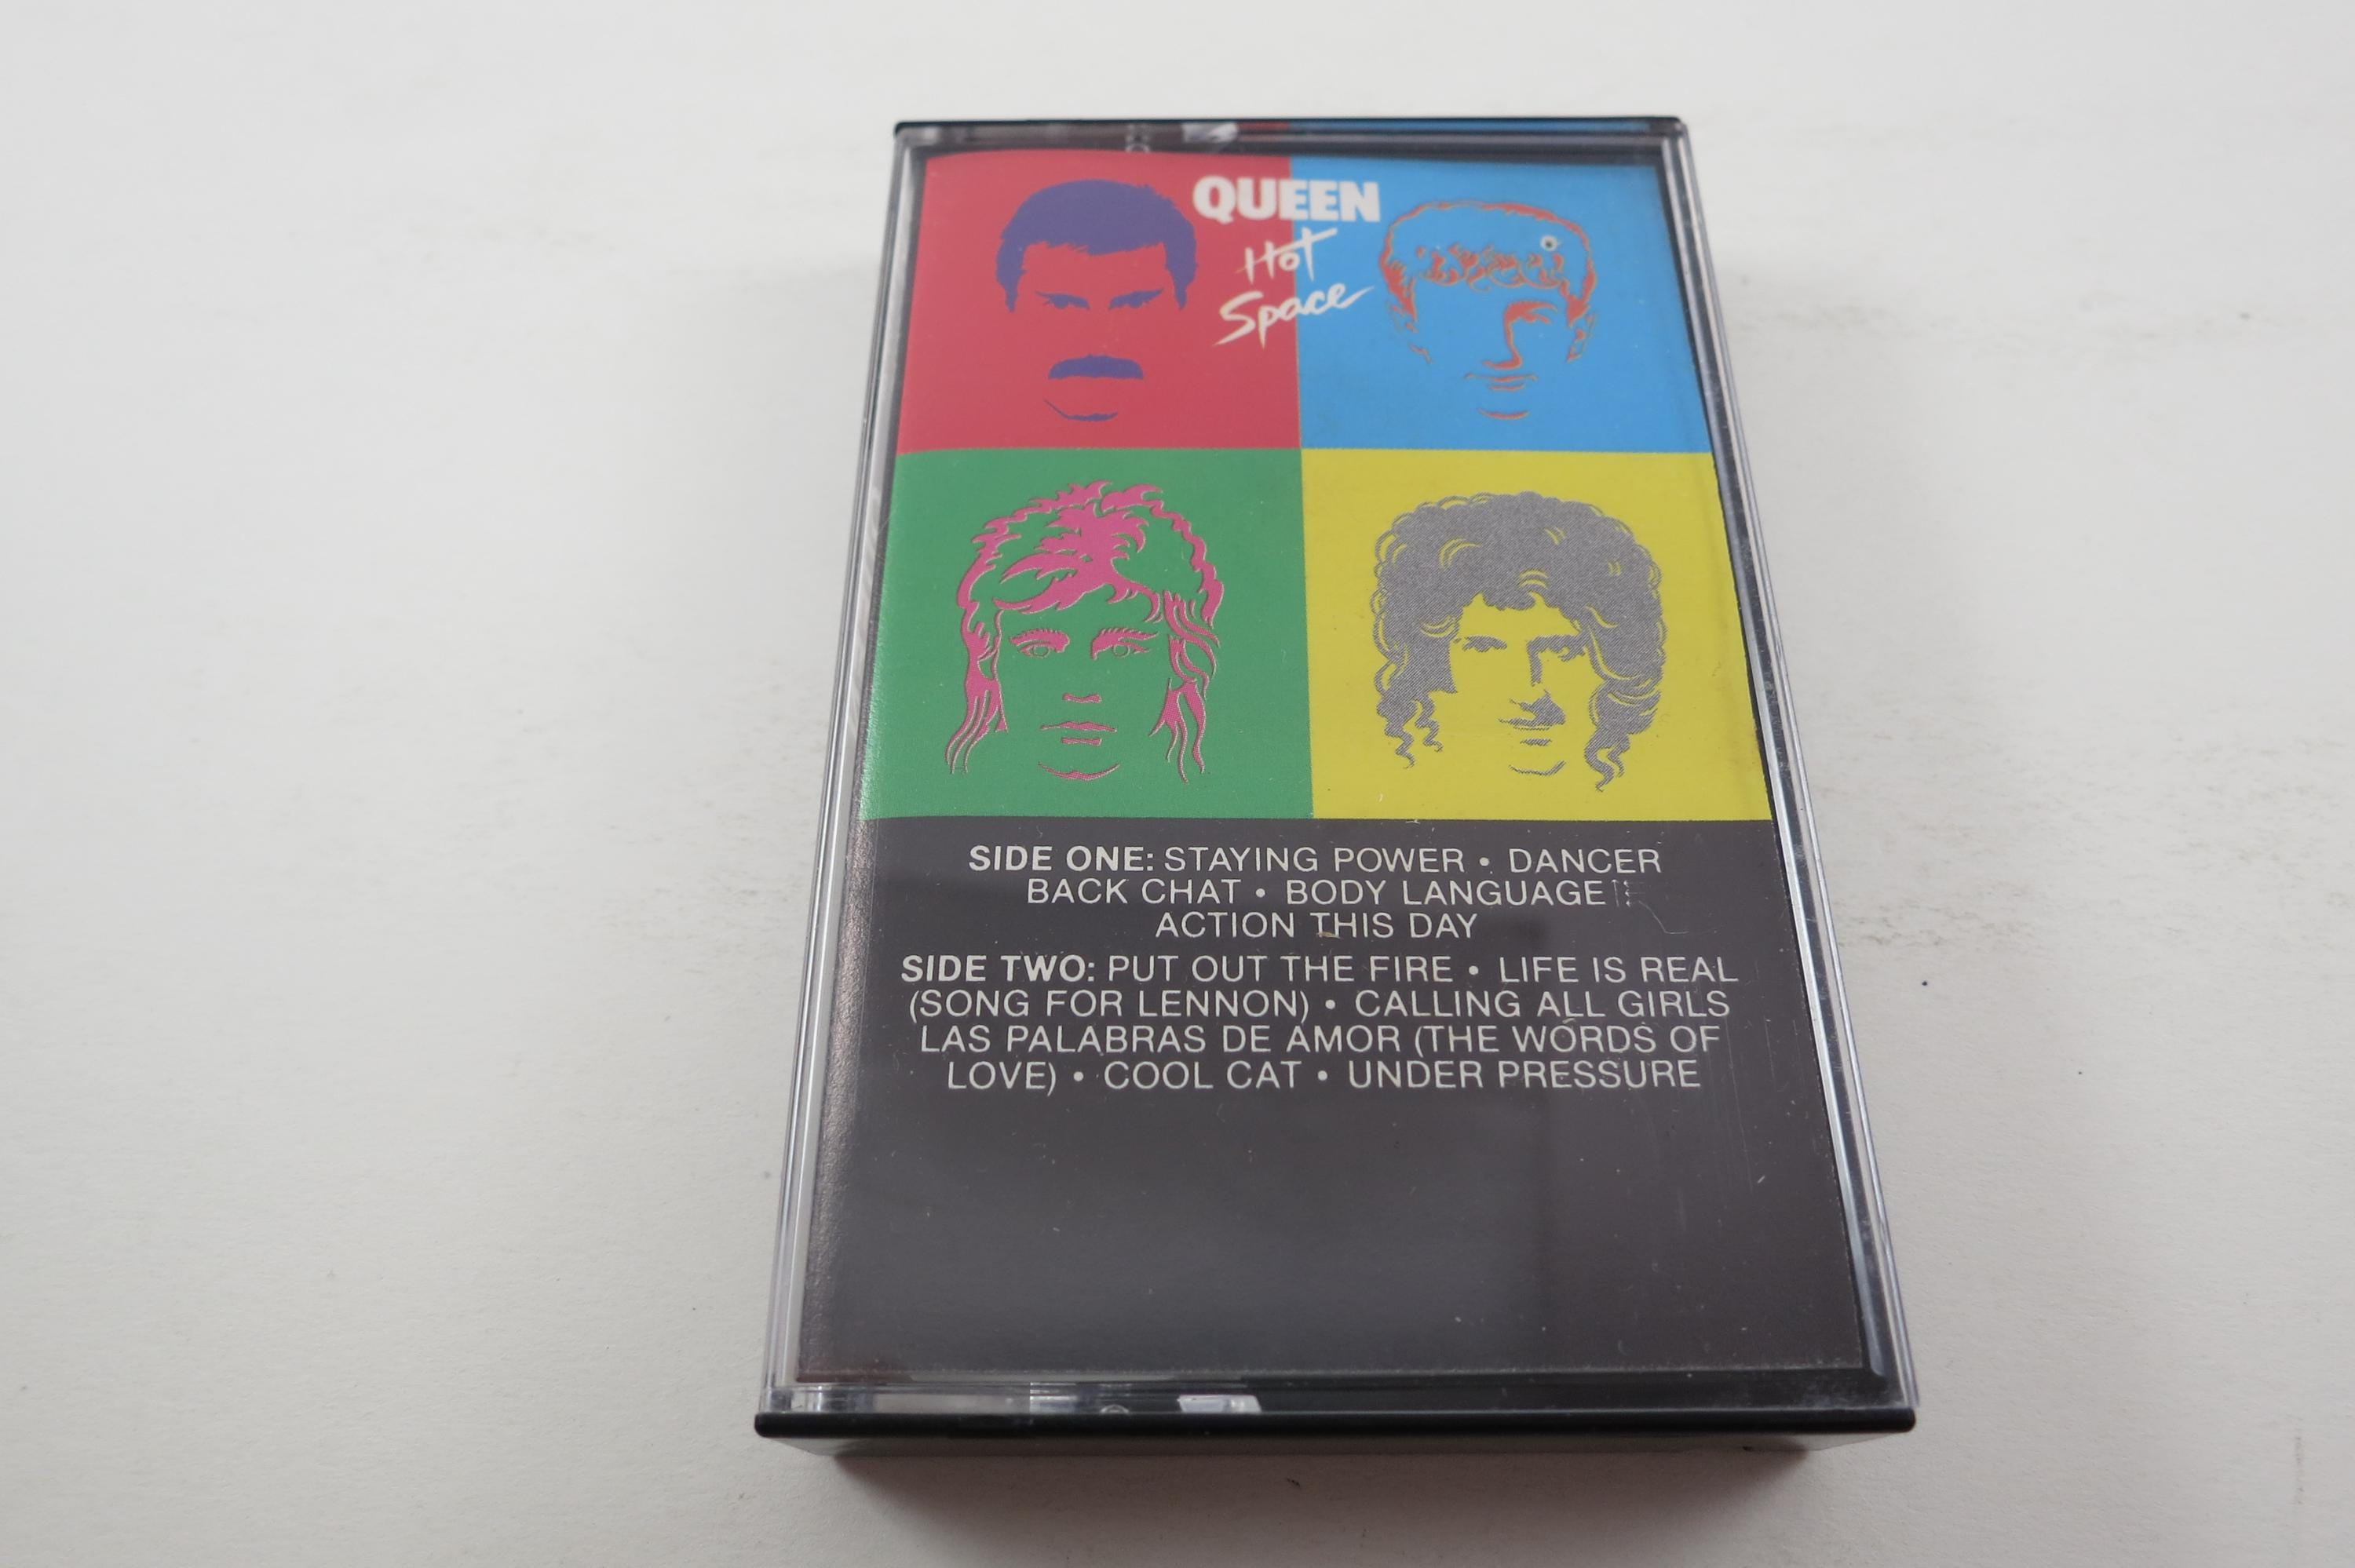 QUEEN
Hot
Space
SIDE ONE: STAYING POWER • DANCER
BACK CHAT • BODY LANGUAGE
ACTION THIS DAY
SIDE TWO: PUT OUT THE FIRE • LIFE IS REAL
(SONG FOR LENNON) • CALLING ALL GIRLS
LAS PALABRAS DE AMOR (THE WORDS OF
LOVE) • COOL CAT • UNDER PRESSURE